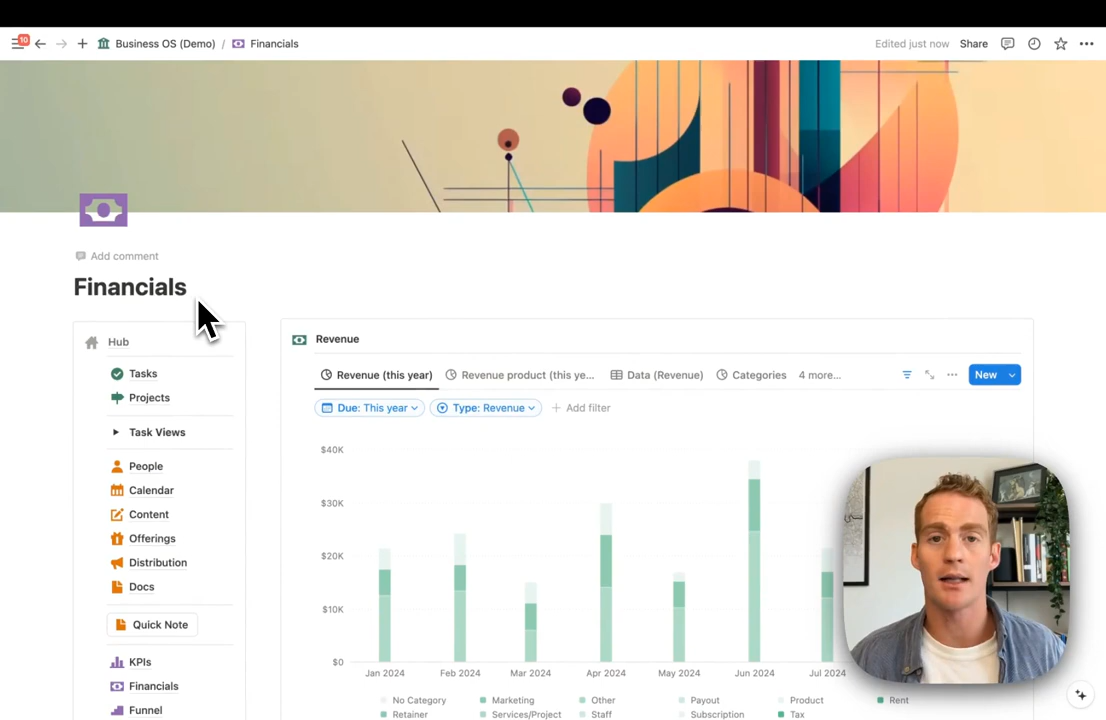 10
Business OS (Demo) / Financials
Edited just now Share
Add comment
Financials
Hub
Tasks
Projects
Task Views
People
Calendar
Content
Offerings
Distribution
Docs
Quick Note
KPIs
Financials
Funnel
Revenue
Revenue (this year) Revenue product (this ye... Data (Revenue) Categories 4 more... New
Due: This year Type: Revenue Add filter
$40K
$30K
$20K
$10K
$0
Jan 2024 Feb 2024 Mar 2024 Apr 2024 May 2024 Jun 2024 Jul 2024
No Category Marketing Other Payout Product Rent
Retainer Services/Project Staff Subscription Tax